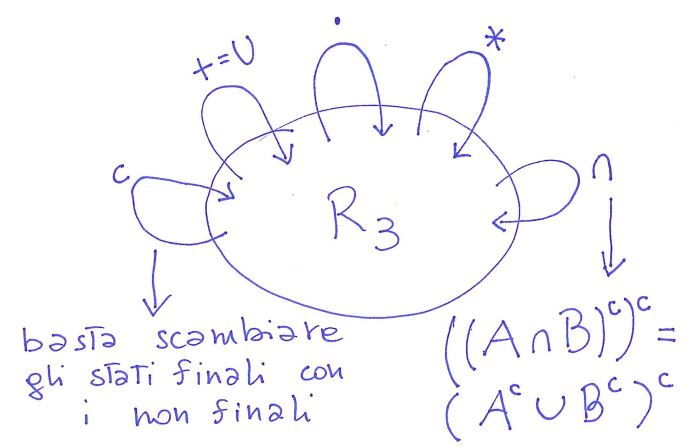 +=∪
·
*
c
∩
R₃
basta scambiare
gli stati finali con
i non finali
((A∩B)ᶜ)ᶜ =
(Aᶜ ∪ Bᶜ)ᶜ